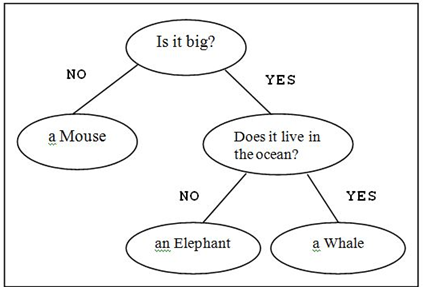 Is it big?
NO
YES
a Mouse
Does it live in
the ocean?
NO
YES
an Elephant
a Whale